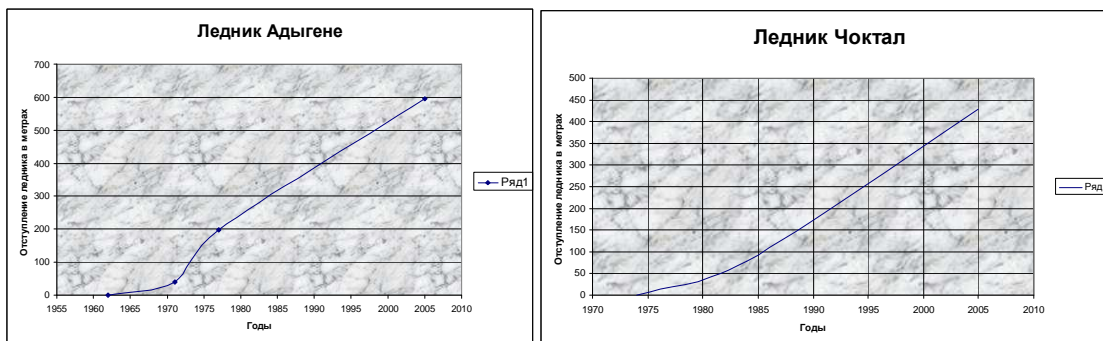 Ледник Адыгене
Отступление ледника в метрах
700
600
500
400
300
200
100
0
1955 1960 1965 1970 1975 1980 1985 1990 1995 2000 2005 2010
Годы
Ряд1
Ледник Чоктал
Отступление ледника в метрах
500
450
400
350
300
250
200
150
100
50
0
1970 1975 1980 1985 1990 1995 2000 2005 2010
Годы
Ряд